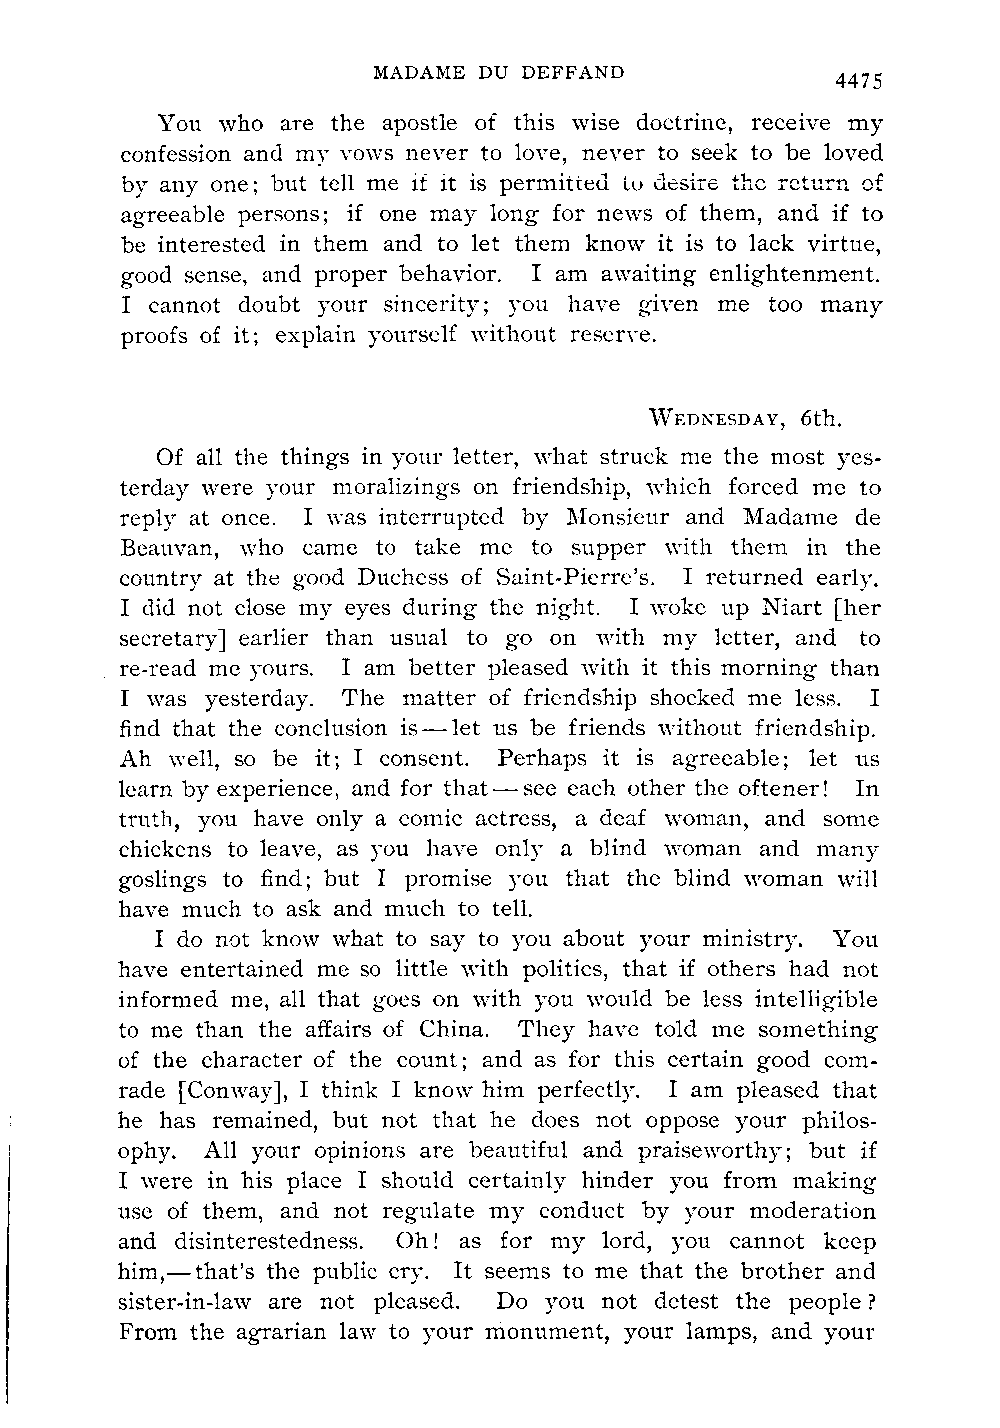 MADAME DU DEFFAND
4475
You who are the apostle of this wise doctrine, receive my
confession and my vows never to love, never to seek to be loved
by any one; but tell me if it is permitted to desire the return of
agreeable persons; if one may long for news of them, and if to
be interested in them and to let them know it is to lack virtue,
good sense, and proper behavior. I am awaiting enlightenment.
I cannot doubt your sincerity; you have given me too many
proofs of it; explain yourself without reserve.
WEDNESDAY, 6th.
Of all the things in your letter, what struck me the most yes-
terday were your moralizings on friendship, which forced me to
reply at once. I was interrupted by Monsieur and Madame de
Beauvan, who came to take me to supper with them in the
country at the good Duchess of Saint-Pierre's. I returned early.
I did not close my eyes during the night. I woke up Niart [her
secretary] earlier than usual to go on with my letter, and to
re-read me yours. I am better pleased with it this morning than
I was yesterday. The matter of friendship shocked me less. I
find that the conclusion is—let us be friends without friendship.
Ah well, so be it; I consent. Perhaps it is agreeable; let us
learn by experience, and for that—see each other the oftener! In
truth, you have only a comic actress, a deaf woman, and some
chickens to leave, as you have only a blind woman and many
goslings to find; but I promise you that the blind woman will
have much to ask and much to tell.
I do not know what to say to you about your ministry. You
have entertained me so little with politics, that if others had not
informed me, all that goes on with you would be less intelligible
to me than the affairs of China. They have told me something
of the character of the count; and as for this certain good com-
rade [Conway], I think I know him perfectly. I am pleased that
he has remained, but not that he does not oppose your philos-
ophy. All your opinions are beautiful and praiseworthy; but if
I were in his place I should certainly hinder you from making
use of them, and not regulate my conduct by your moderation
and disinterestedness. Oh! as for my lord, you cannot keep
him,—that's the public cry. It seems to me that the brother and
sister-in-law are not pleased. Do you not detest the people?
From the agrarian law to your monument, your lamps, and your